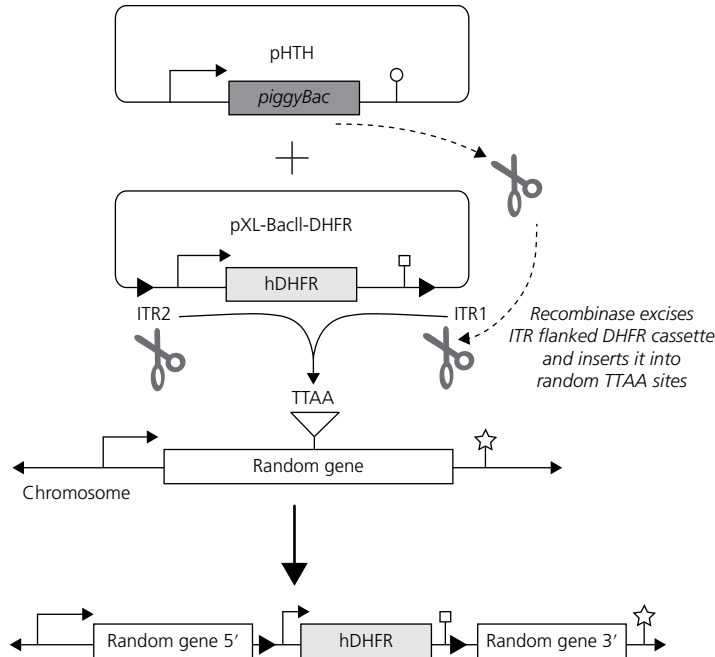 pHTH
piggyBac
pXL-BacII-DHFR
hDHFR
ITR2
ITR1
Recombinase excises
ITR flanked DHFR cassette
and inserts it into
random TTAA sites
TTAA
Random gene
Chromosome
Random gene 5′
hDHFR
Random gene 3′